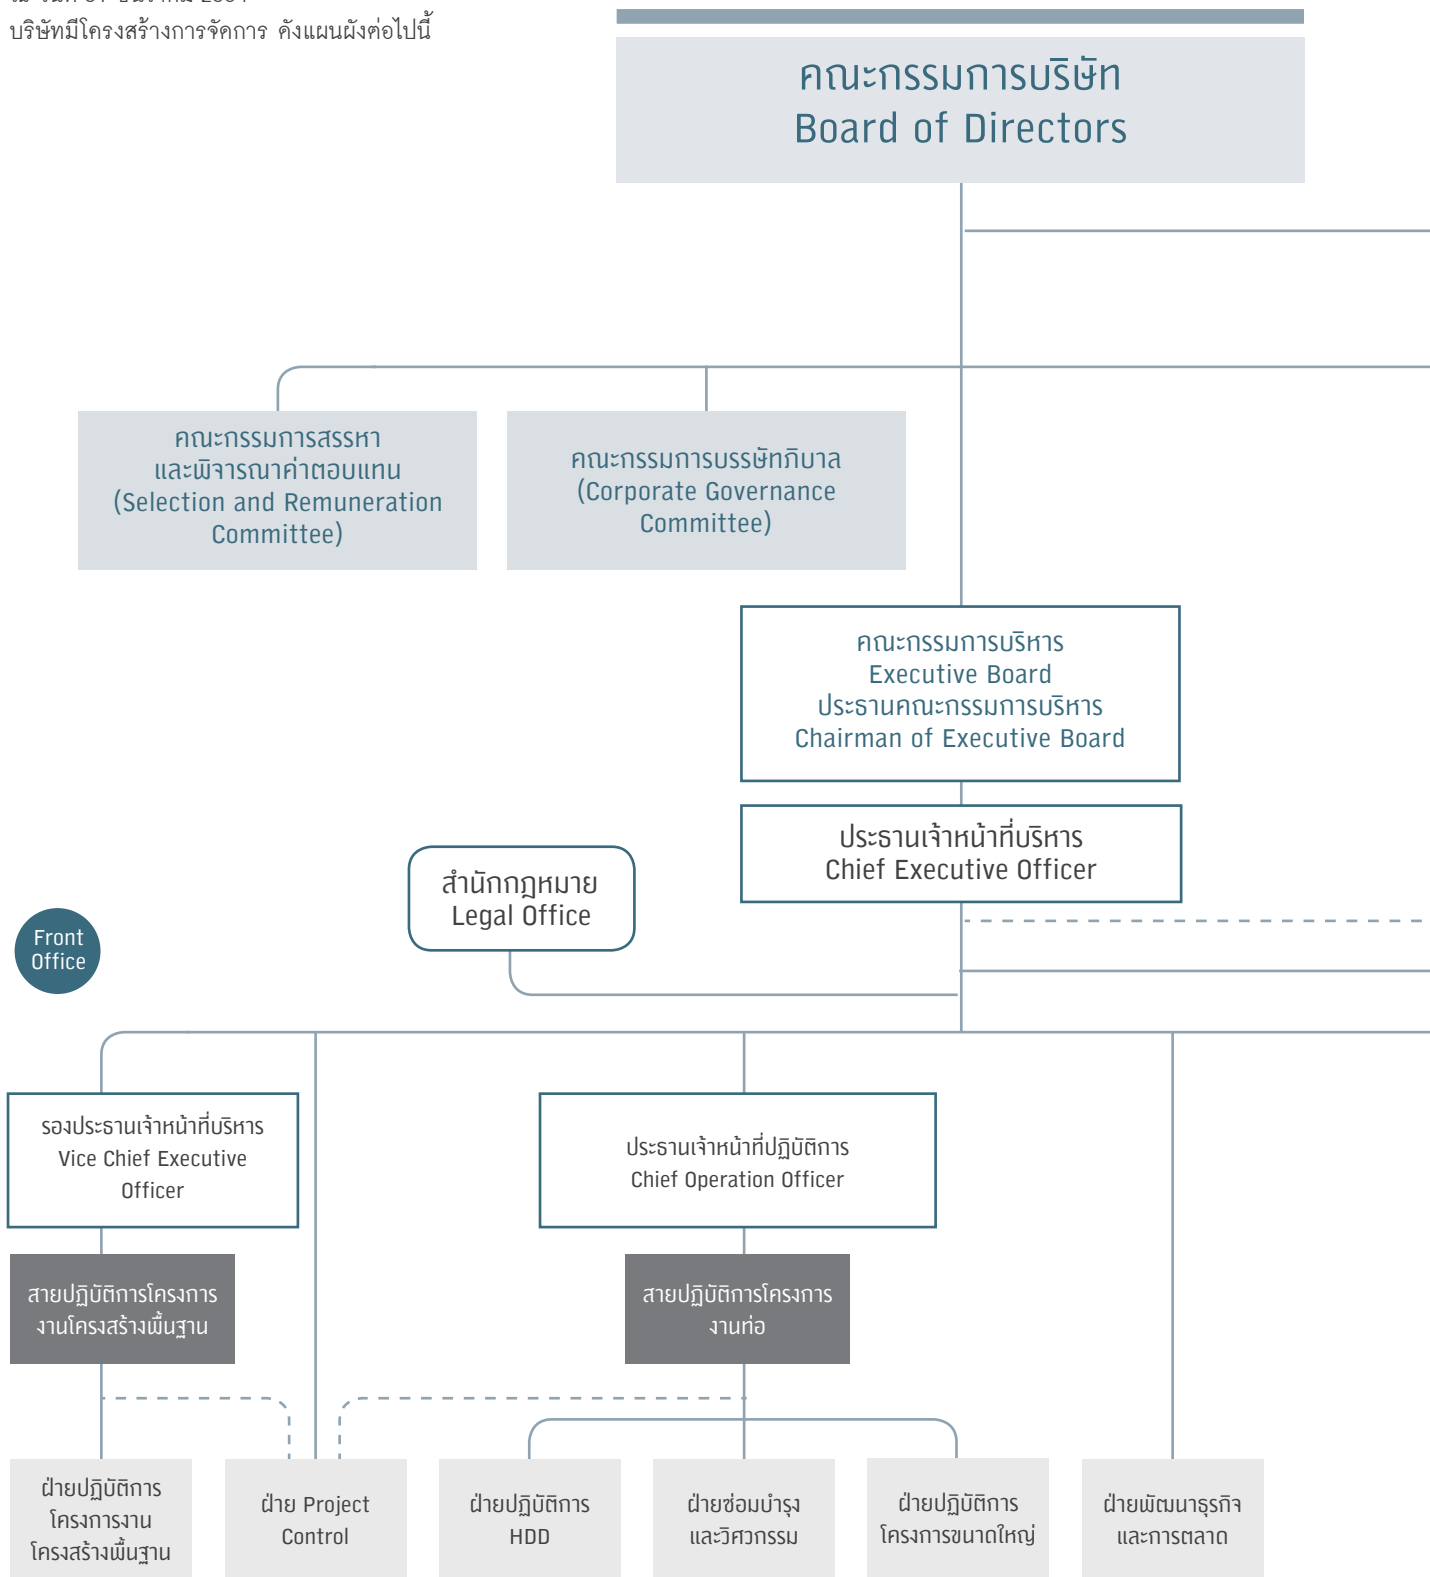 บริษัทมีโครงสร้างการจัดการ ดังแผนผังต่อไปนี้
คณะกรรมการบริษัท
Board of Directors
คณะกรรมการสรรหา
และพิจารณาค่าตอบแทน
(Selection and Remuneration
Committee)
คณะกรรมการบรรษัทภิบาล
(Corporate Governance
Committee)
คณะกรรมการบริหาร
Executive Board
ประธานคณะกรรมการบริหาร
Chairman of Executive Board
ประธานเจ้าหน้าที่บริหาร
Chief Executive Officer
สำนักกฎหมาย
Legal Office
Front
Office
รองประธานเจ้าหน้าที่บริหาร
Vice Chief Executive
Officer
ประธานเจ้าหน้าที่ปฏิบัติการ
Chief Operation Officer
สายปฏิบัติการโครงการ
งานโครงสร้างพื้นฐาน
สายปฏิบัติการโครงการ
งานท่อ
ฝ่ายปฏิบัติการ
โครงการงาน
โครงสร้างพื้นฐาน
ฝ่าย Project
Control
ฝ่ายปฏิบัติการ
HDD
ฝ่ายซ่อมบำรุง
และวิศวกรรม
ฝ่ายปฏิบัติการ
โครงการขนาดใหญ่
ฝ่ายพัฒนาธุรกิจ
และการตลาด